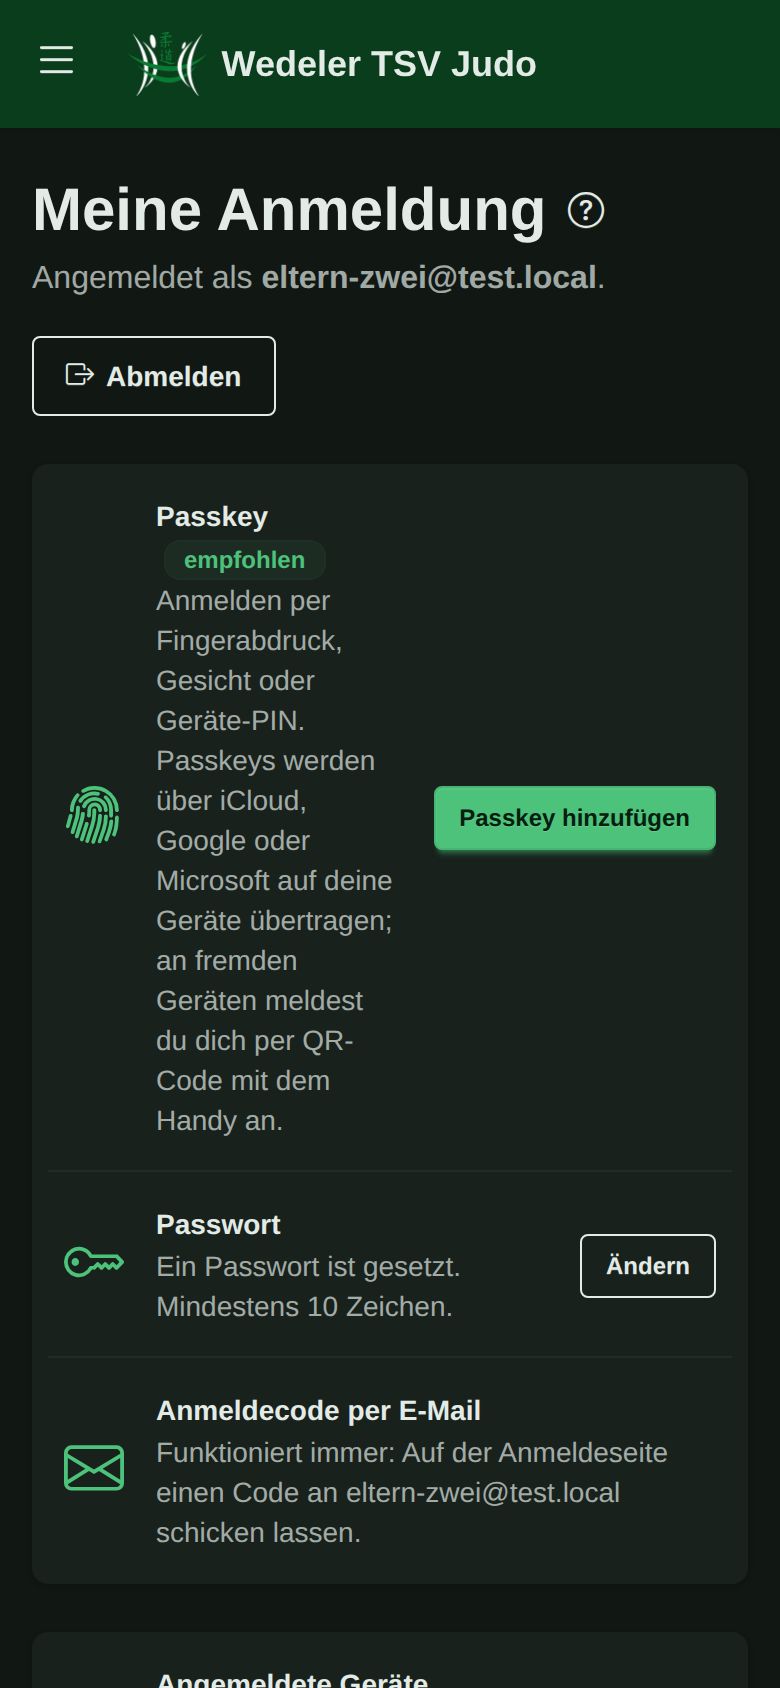 柔道
Wedeler TSV Judo
Meine Anmeldung ?
Angemeldet als eltern-zwei@test.local.
Abmelden
Passkey
empfohlen
Anmelden per
Fingerabdruck,
Gesicht oder
Geräte-PIN.
Passkeys werden
über iCloud,
Google oder
Microsoft auf deine
Geräte übertragen;
an fremden
Geräten meldest
du dich per QR-
Code mit dem
Handy an.
Passkey hinzufügen
Passwort
Ein Passwort ist gesetzt.
Mindestens 10 Zeichen.
Ändern
Anmeldecode per E-Mail
Funktioniert immer: Auf der Anmeldeseite
einen Code an eltern-zwei@test.local
schicken lassen.
Angemeldete Geräte